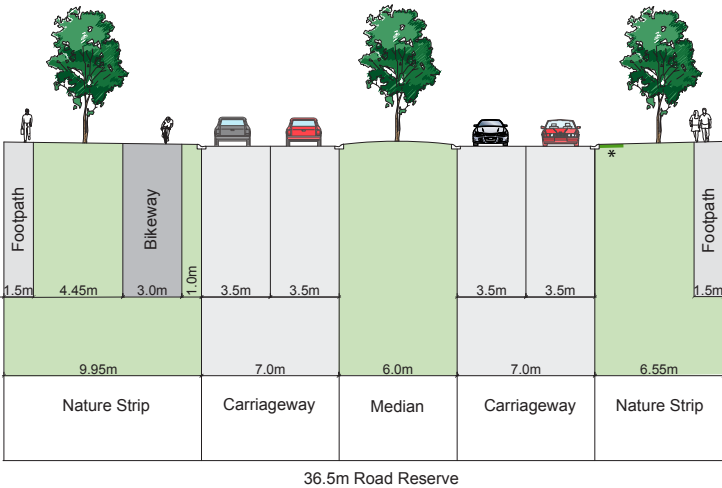 *
Footpath
Bikeway
Footpath
1.5m 4.45m 3.0m 1.0m 3.5m 3.5m 3.5m 3.5m 1.5m
9.95m 7.0m 6.0m 7.0m 6.55m
Nature Strip Carriageway Median Carriageway Nature Strip
36.5m Road Reserve